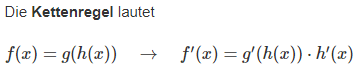 Die Kettenregel lautet
f(x) = g(h(x)) → f′(x) = g′(h(x)) · h′(x)